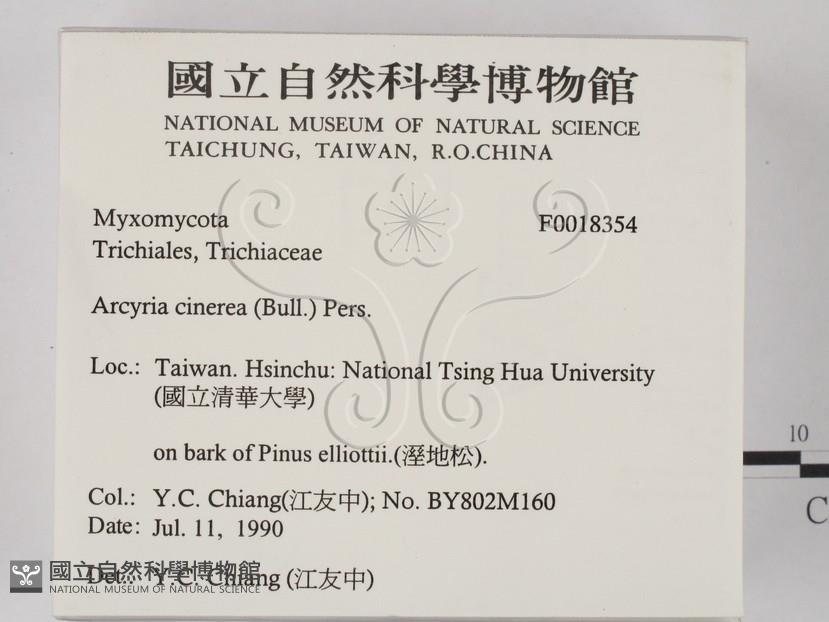 國立自然科學博物館
NATIONAL MUSEUM OF NATURAL SCIENCE
TAICHUNG, TAIWAN, R.O.CHINA
Myxomycota F0018354
Trichiales, Trichiaceae
Arcyria cinerea (Bull.) Pers.
Loc.: Taiwan. Hsinchu: National Tsing Hua University
(國立清華大學)
on bark of Pinus elliottii.(溼地松).
10
Col.: Y.C. Chiang(江友中); No. BY802M160
C
Date: Jul. 11, 1990
Det.: Y.C. Chiang (江友中)
國立自然科學博物館
NATIONAL MUSEUM OF NATURAL SCIENCE